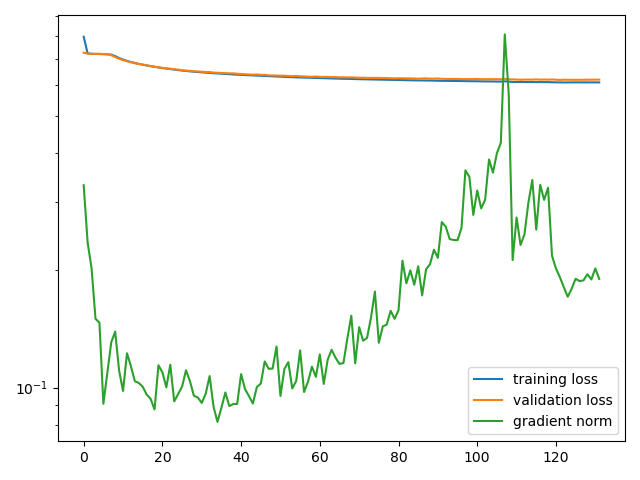 10⁻¹
0 20 40 60 80 100 120
training loss
validation loss
gradient norm